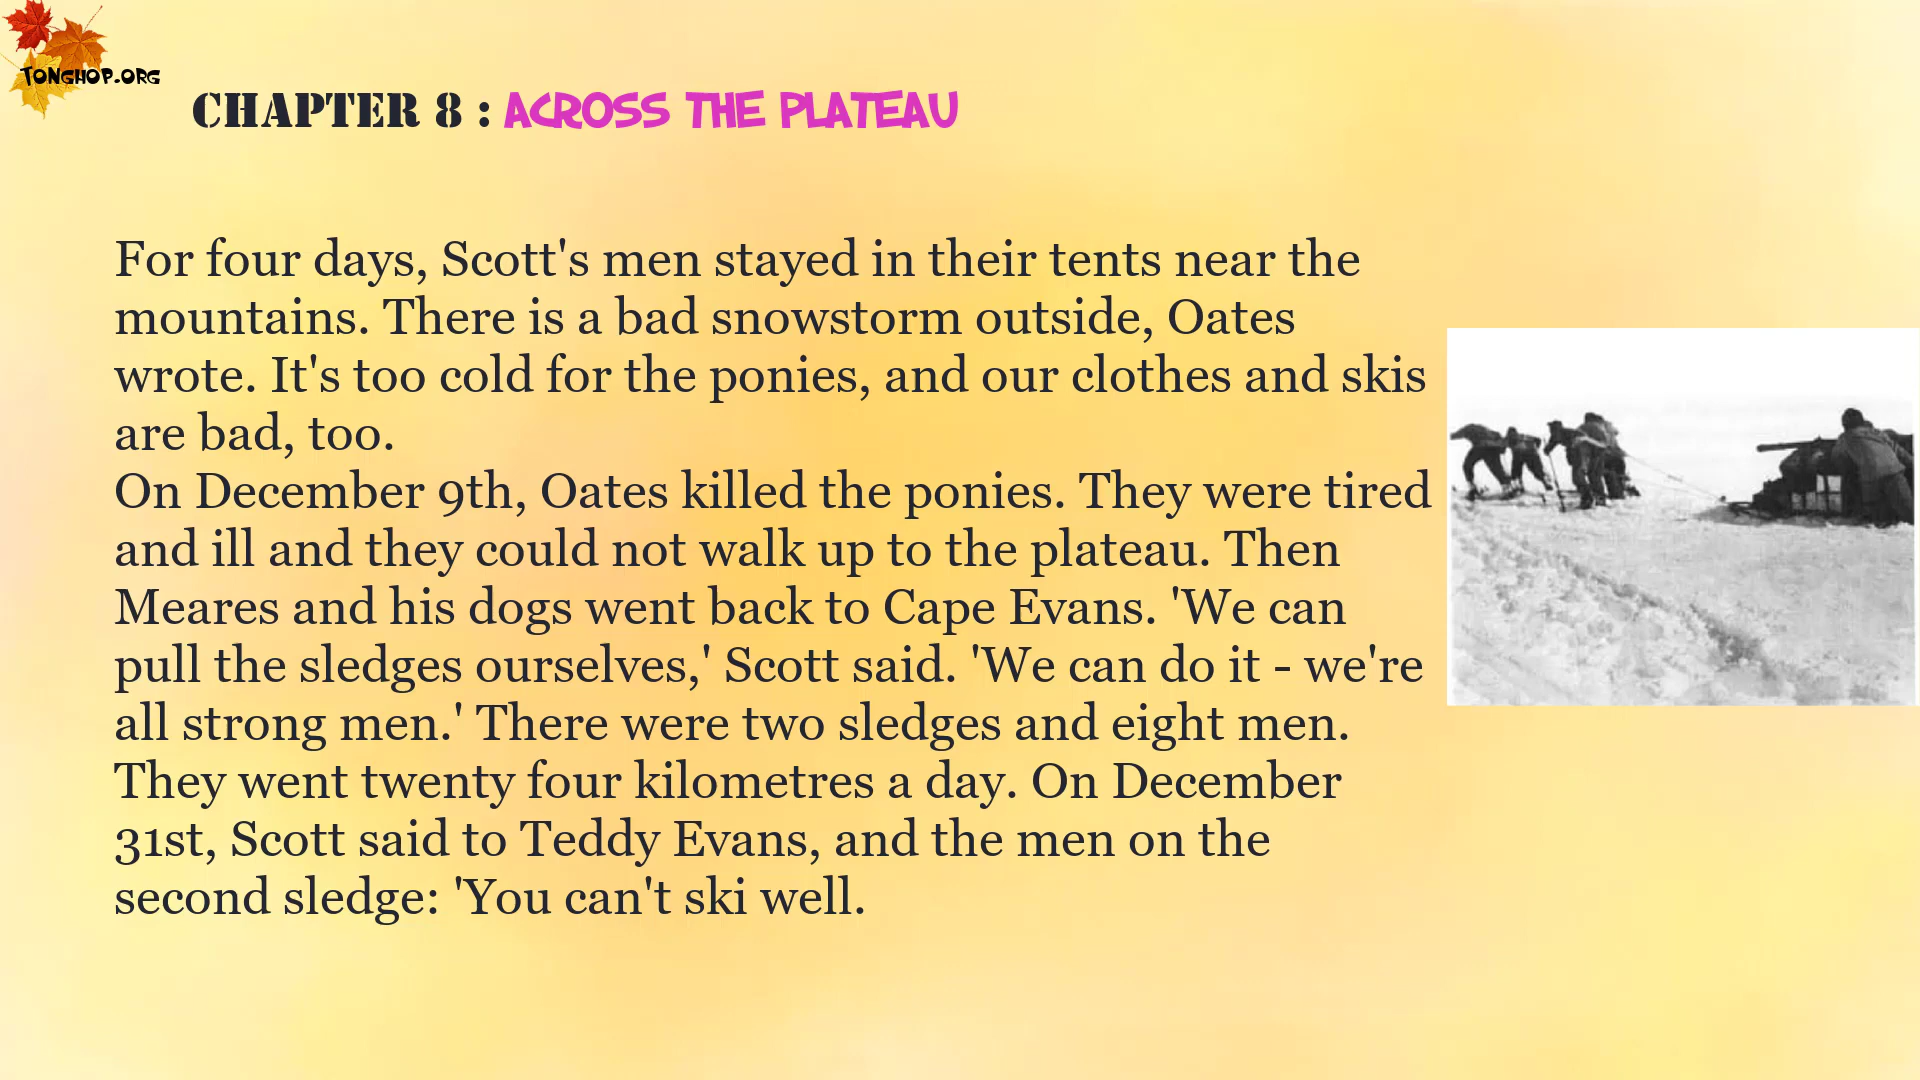 Tonghop.org
Chapter 8 : Across the Plateau
For four days, Scott's men stayed in their tents near the
mountains. There is a bad snowstorm outside, Oates
wrote. It's too cold for the ponies, and our clothes and skis
are bad, too.
On December 9th, Oates killed the ponies. They were tired
and ill and they could not walk up to the plateau. Then
Meares and his dogs went back to Cape Evans. 'We can
pull the sledges ourselves,' Scott said. 'We can do it - we're
all strong men.' There were two sledges and eight men.
They went twenty four kilometres a day. On December
31st, Scott said to Teddy Evans, and the men on the
second sledge: 'You can't ski well.